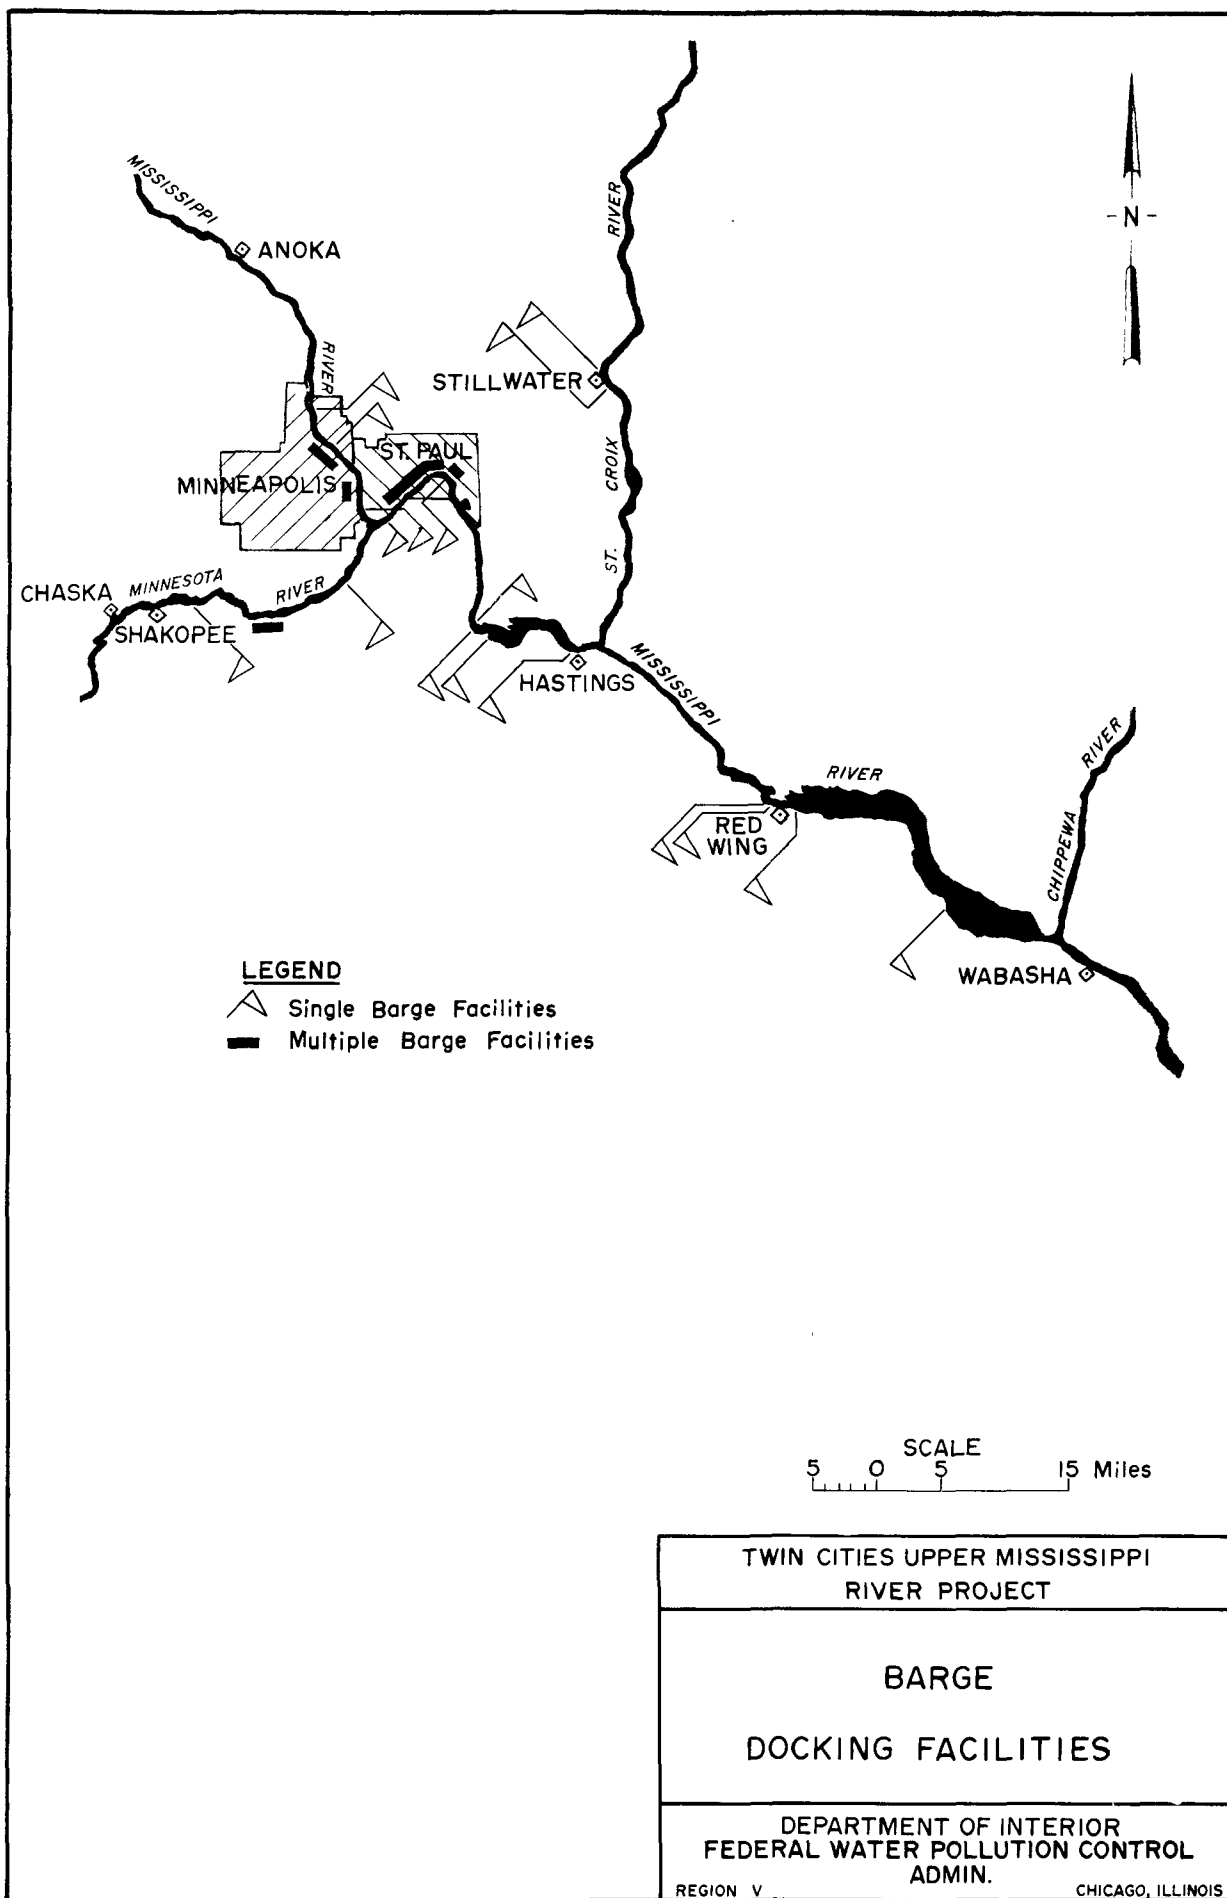 MISSISSIPPI
ANOKA
RIVER
RIVER
- N -
STILLWATER
ST. PAUL
MINNEAPOLIS
CROIX
ST.
CHASKA
MINNESOTA
RIVER
SHAKOPEE
HASTINGS
MISSISSIPPI
RIVER
RIVER
RED
WING
CHIPPEWA
WABASHA
LEGEND
Single Barge Facilities
Multiple Barge Facilities
SCALE
5 0 5 15 Miles
TWIN CITIES UPPER MISSISSIPPI
RIVER PROJECT
BARGE
DOCKING FACILITIES
DEPARTMENT OF INTERIOR
FEDERAL WATER POLLUTION CONTROL
ADMIN.
REGION V CHICAGO, ILLINOIS